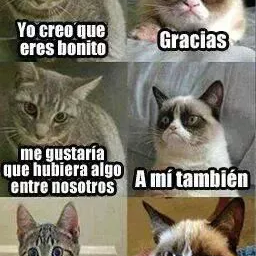 Yo creo que
eres bonito
Gracias
me gustaría
que hubiera algo
entre nosotros
A mí también